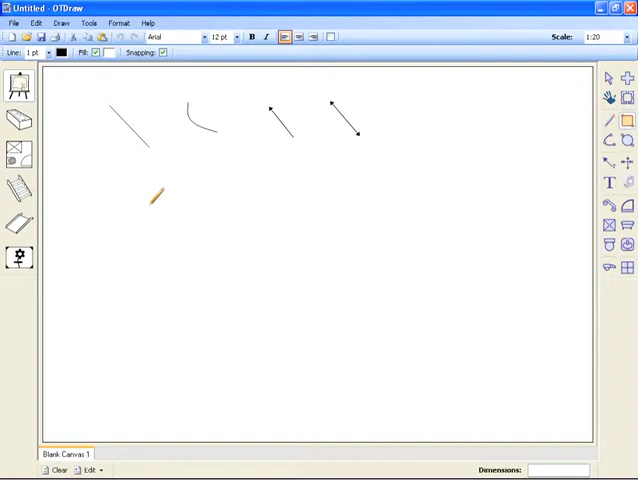 Untitled - OTDraw
File Edit Draw Tools Format Help
Arial 12 pt B I Scale: 1:20
Line: 1 pt Fill: Snapping:
T
Blank Canvas 1
Clear Edit Dimensions: